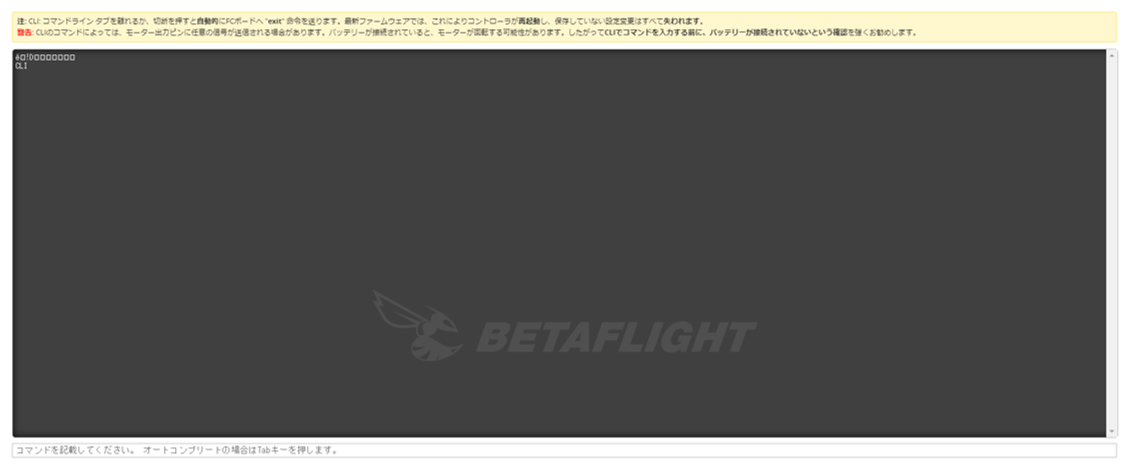 注: CLI: コマンドライン タブを離れるか、切断を押すと自動的にFCボードへ "exit" 命令を送ります。最新ファームウェアでは、これによりコントローラが再起動し、保存していない設定変更はすべて失われます。
警告: CLIのコマンドによっては、モーター出力ピンに任意の信号が送信される場合があります。バッテリーが接続されていると、モーターが回転する可能性があります。したがってCLIでコマンドを入力する前に、バッテリーが接続されていないという確認を強くお勧めします。
CLI
BETAFLIGHT
コマンドを記載してください。 オートコンプリートの場合はTabキーを押します。